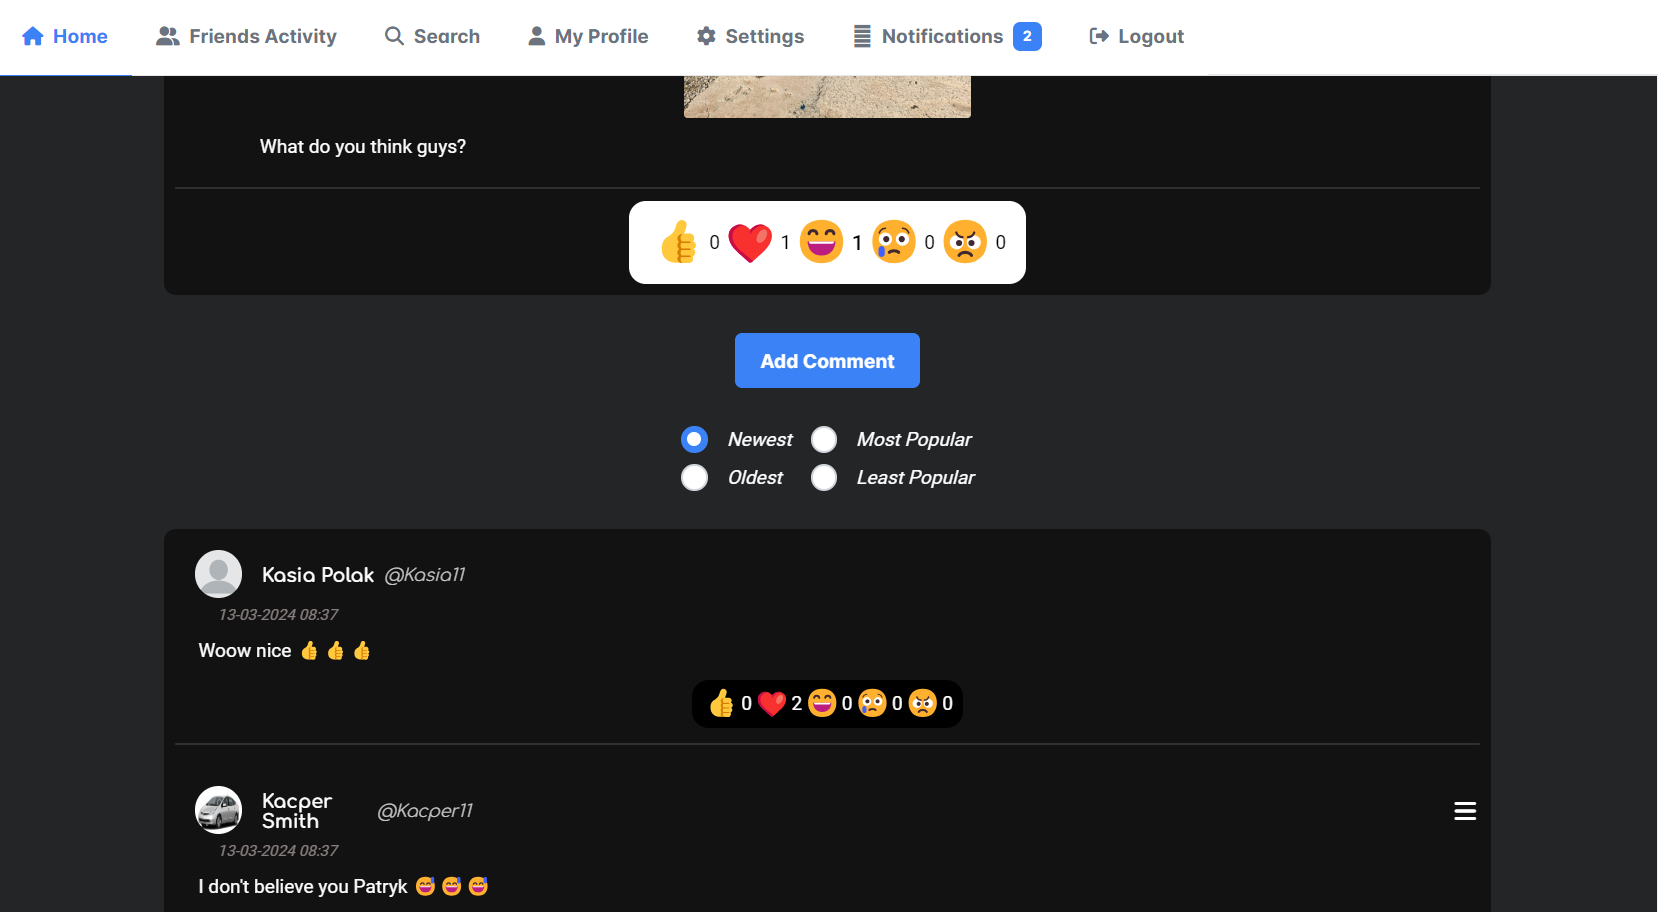 Home Friends Activity Search My Profile Settings Notifications 2 Logout
What do you think guys?
👍 0 ❤️ 1 😄 1 😢 0 😠 0
Add Comment
Newest Most Popular
Oldest Least Popular
Kasia Polak @Kasia11
13-03-2024 08:37
Woow nice 👍 👍 👍
👍 0 ❤️ 2 😄 0 😢 0 😠 0
Kacper Smith @Kacper11
13-03-2024 08:37
I don't believe you Patryk 😅 😅 😅